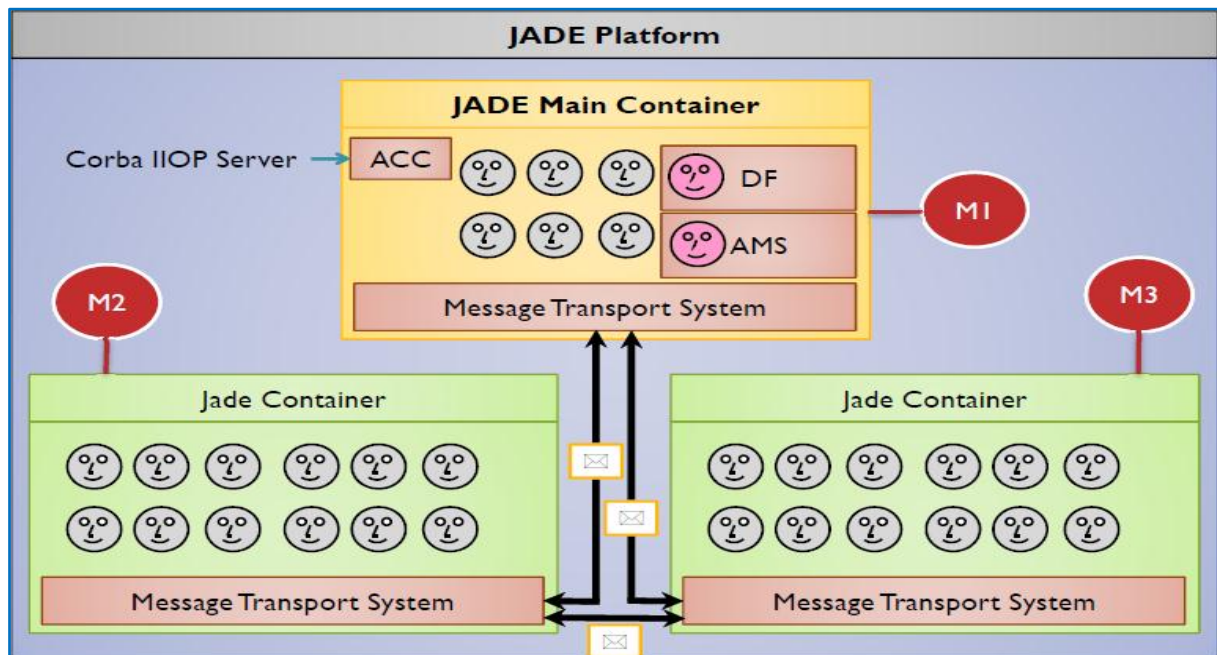 JADE Platform
JADE Main Container
Corba IIOP Server
ACC
DF
M1
AMS
M2
Message Transport System
M3
Jade Container
Jade Container
Message Transport System
Message Transport System